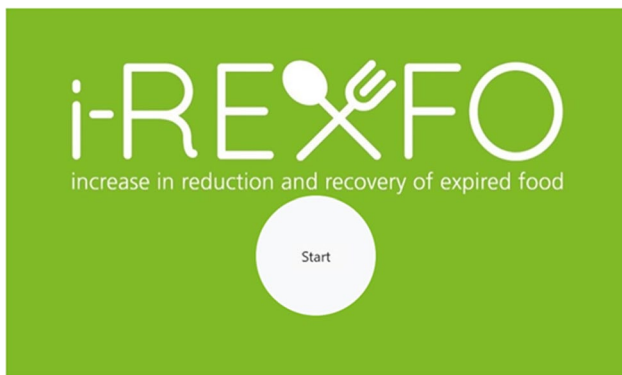 i-REXFO
increase in reduction and recovery of expired food
Start